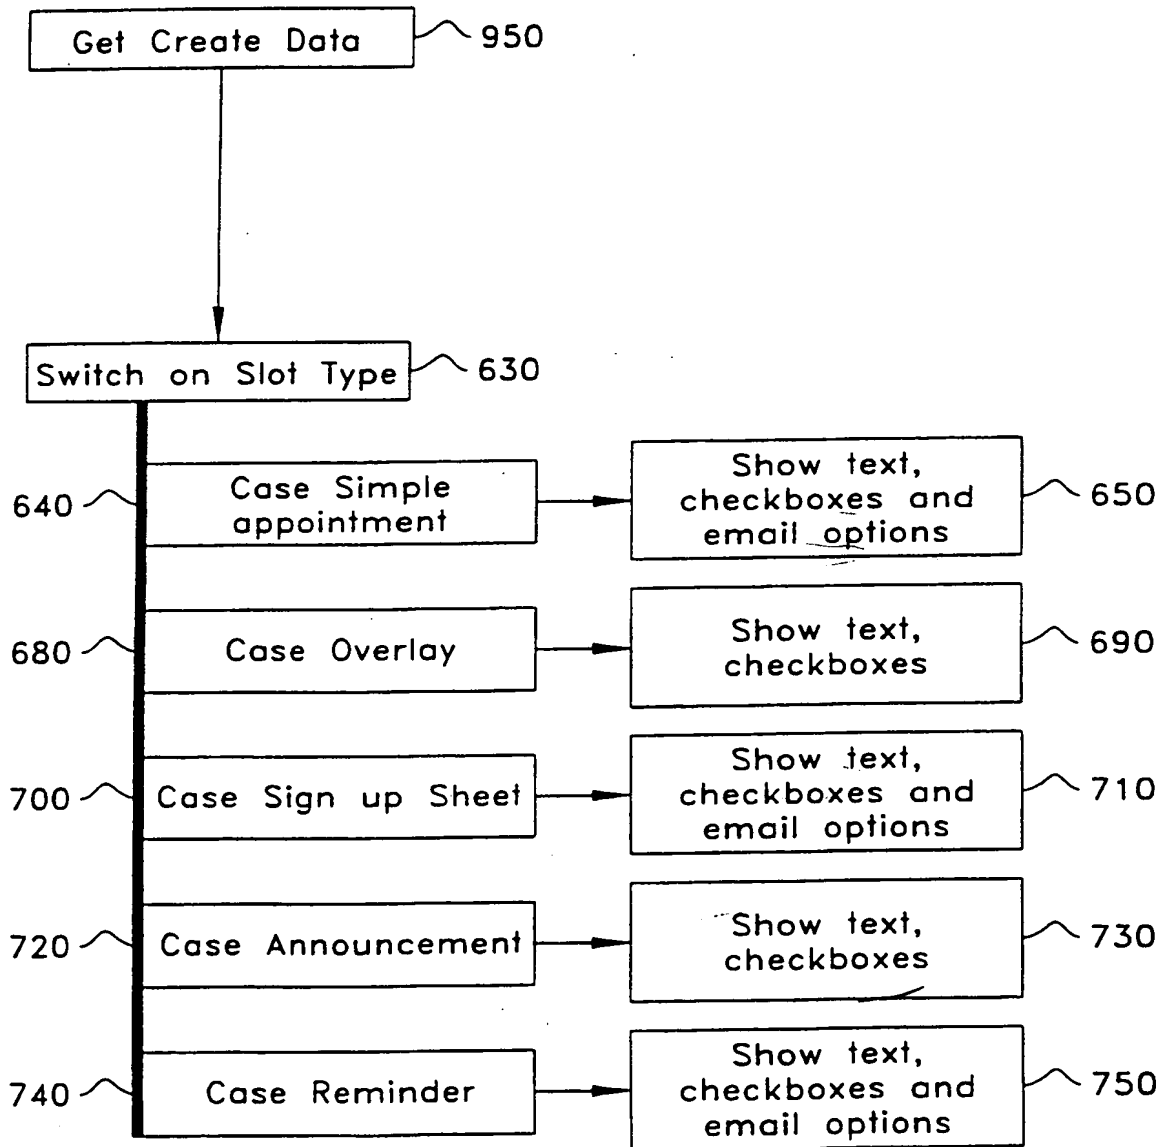 Get Create Data
950
Switch on Slot Type
630
640
Case Simple
appointment
Show text,
checkboxes and
email options
650
680
Case Overlay
Show text,
checkboxes
690
700
Case Sign up Sheet
Show text,
checkboxes and
email options
710
720
Case Announcement
Show text,
checkboxes
730
740
Case Reminder
Show text,
checkboxes and
email options
750